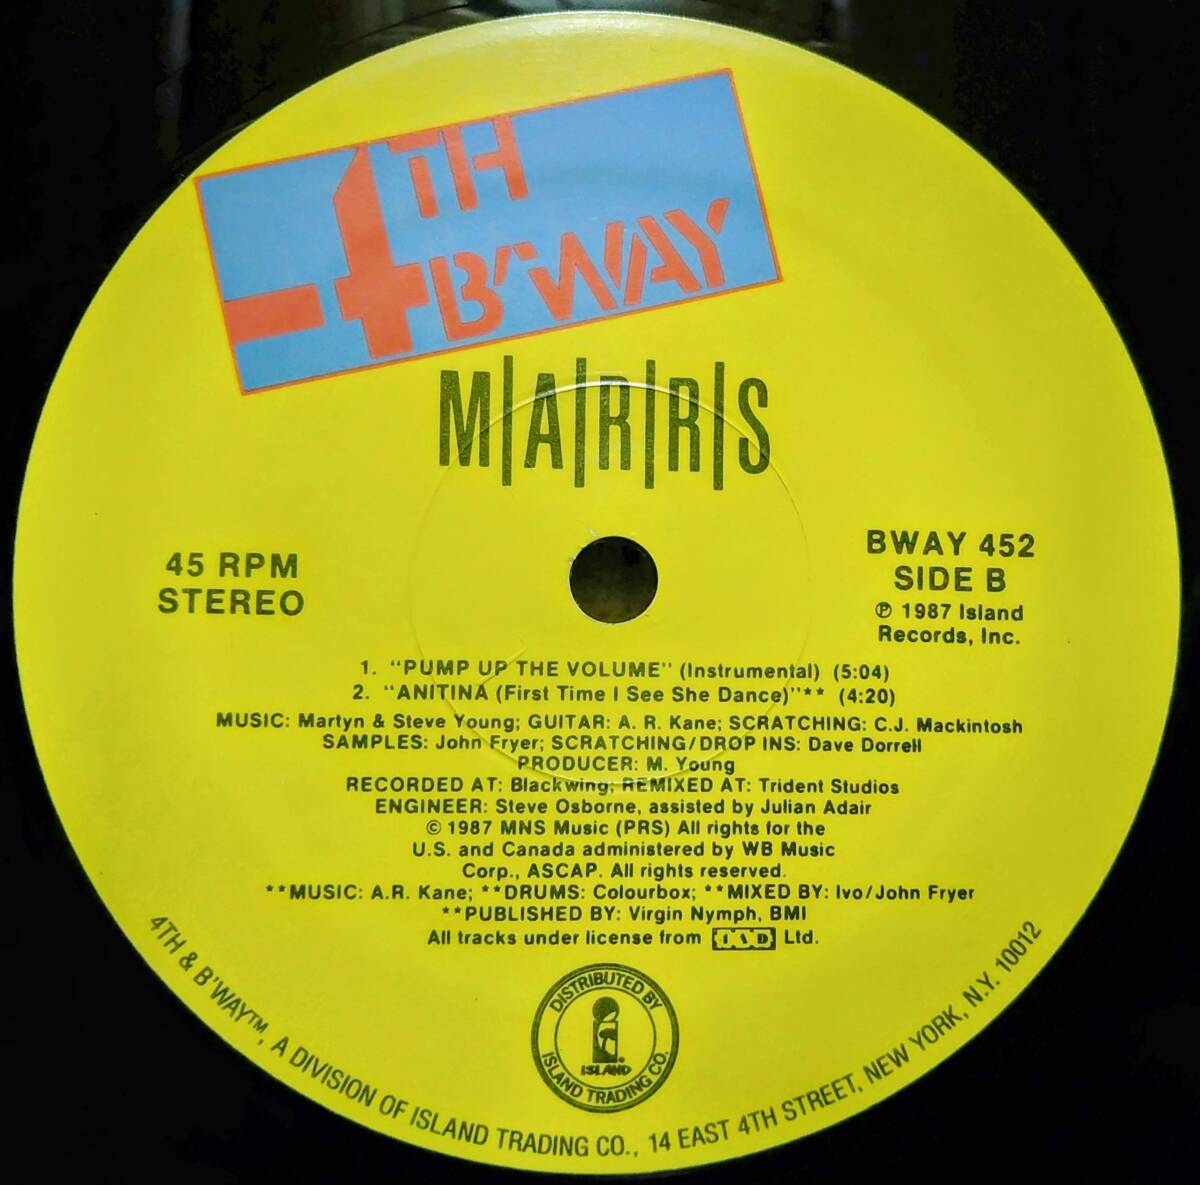 4TH
B'WAY
M|A|R|R|S
45 RPM
STEREO
BWAY 452
SIDE B
℗ 1987 Island
Records, Inc.
1. "PUMP UP THE VOLUME" (Instrumental) (5:04)
2. "ANITINA (First Time I See She Dance)"** (4:20)
MUSIC: Martyn & Steve Young; GUITAR: A. R. Kane; SCRATCHING: C.J. Mackintosh
SAMPLES: John Fryer; SCRATCHING/DROP INS: Dave Dorrell
PRODUCER: M. Young
RECORDED AT: Blackwing; REMIXED AT: Trident Studios
ENGINEER: Steve Osborne, assisted by Julian Adair
© 1987 MNS Music (PRS) All rights for the
U.S. and Canada administered by WB Music
Corp., ASCAP. All rights reserved.
**MUSIC: A.R. Kane; **DRUMS: Colourbox; **MIXED BY: Ivo/John Fryer
**PUBLISHED BY: Virgin Nymph, BMI
All tracks under license from 4AD Ltd.
DISTRIBUTED BY
ISLAND
ISLAND TRADING CO.
4TH & B'WAY™, A DIVISION OF ISLAND TRADING CO., 14 EAST 4TH STREET, NEW YORK, N.Y. 10012